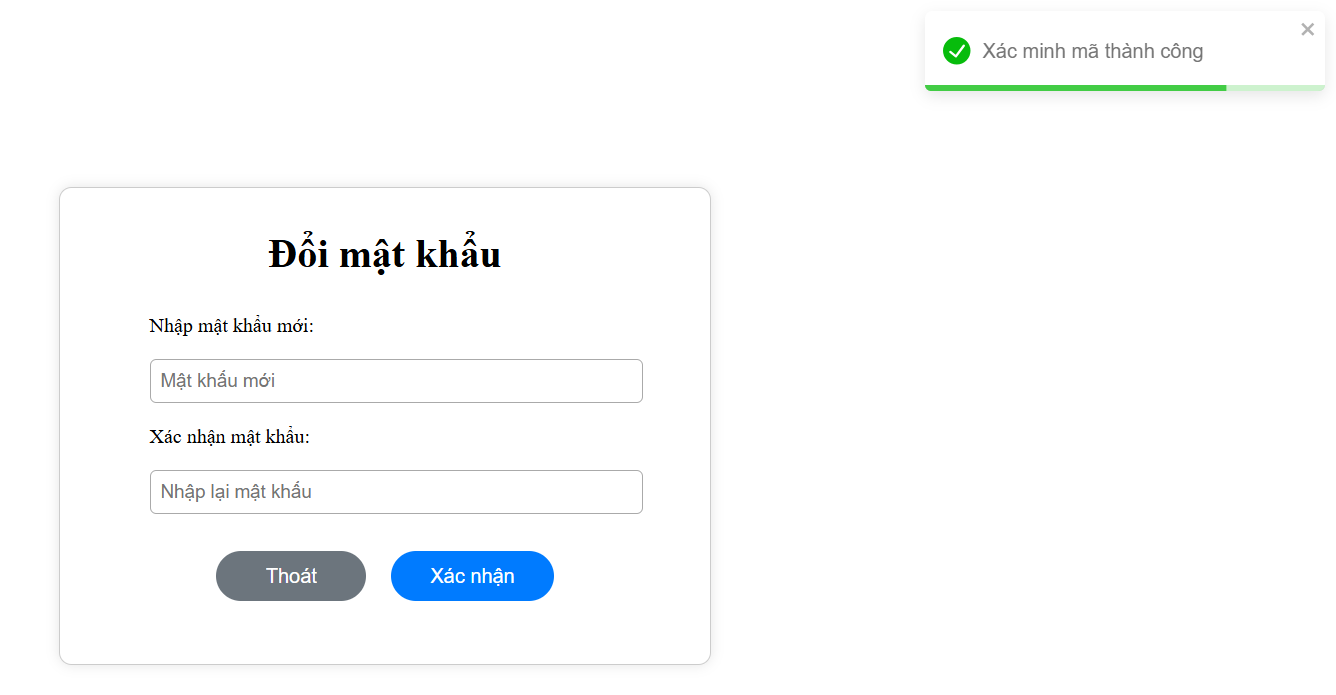 Xác minh mã thành công
Đổi mật khẩu
Nhập mật khẩu mới:
Mật khẩu mới
Xác nhận mật khẩu:
Nhập lại mật khẩu
Thoát
Xác nhận